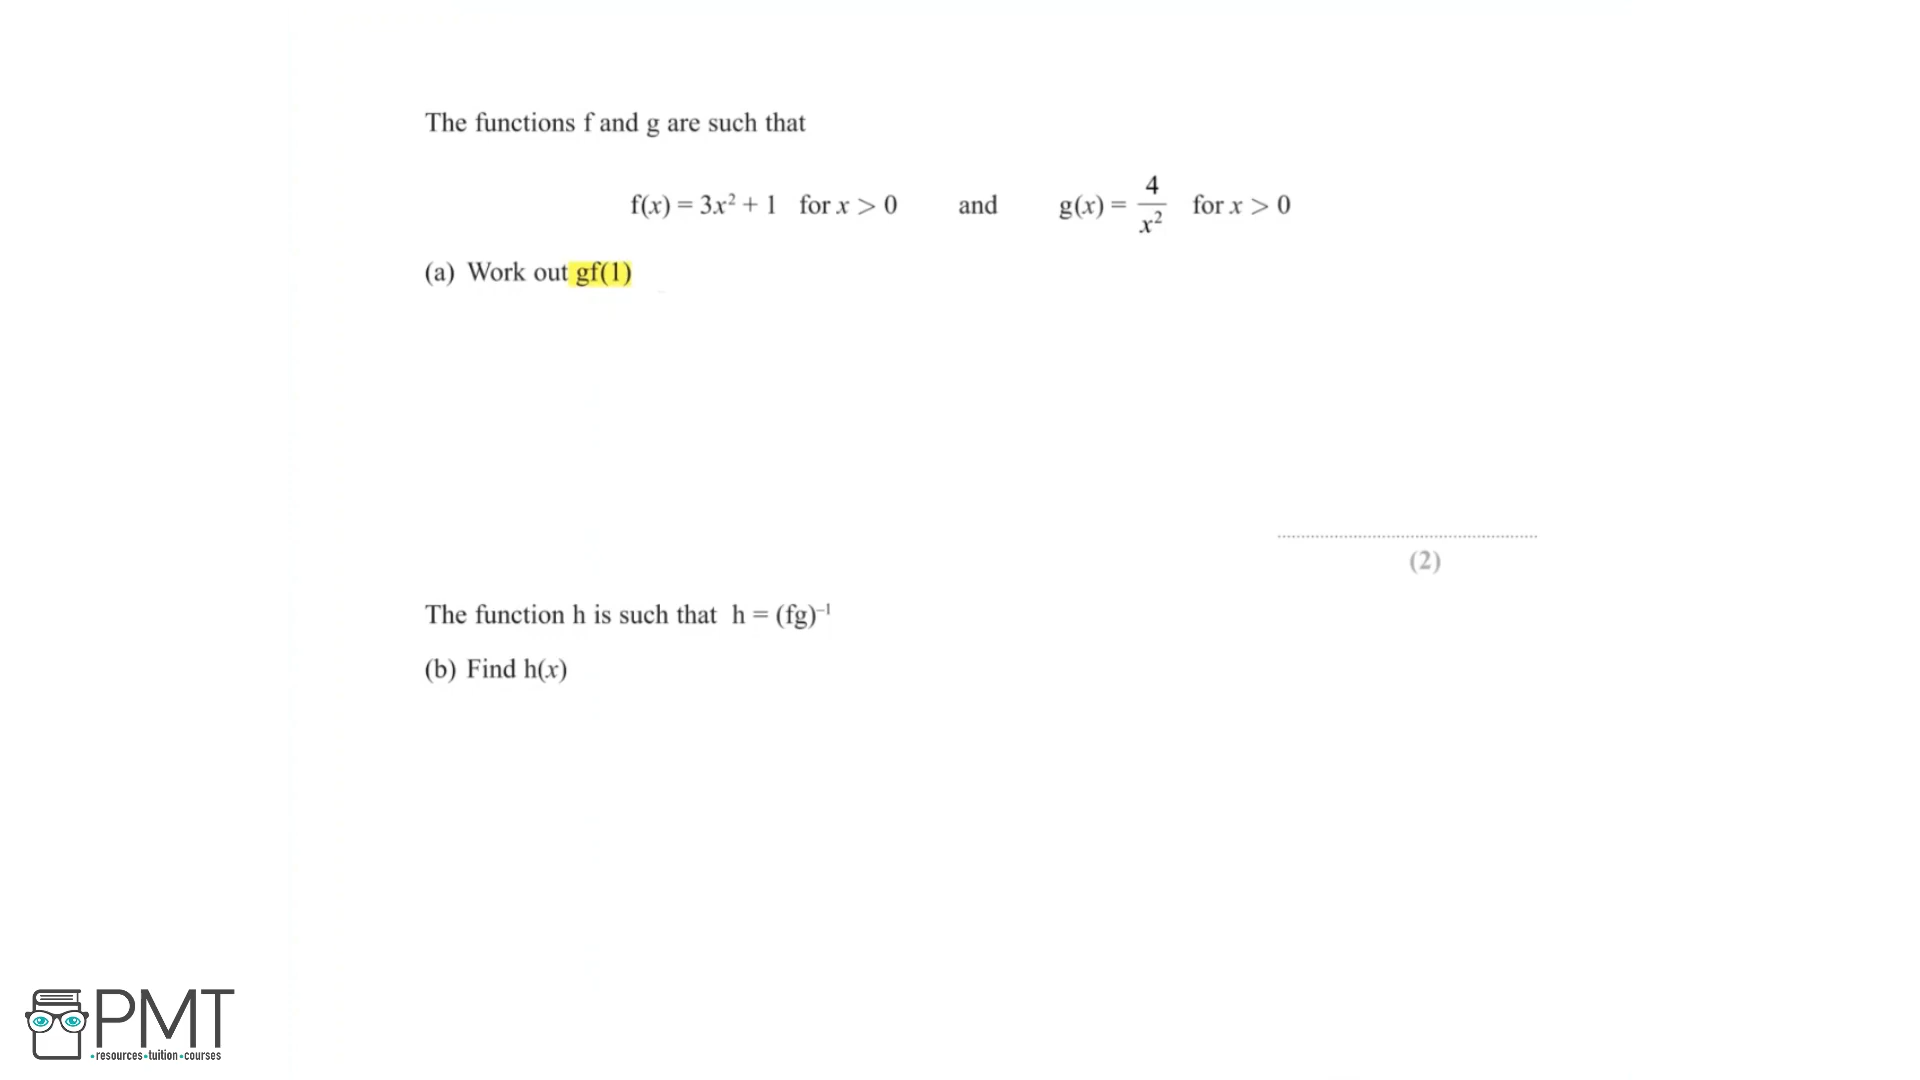 The functions f and g are such that
f(x) = 3x² + 1 for x > 0 and g(x) = 4/x² for x > 0
(a) Work out gf(1)
(2)
The function h is such that h = (fg)⁻¹
(b) Find h(x)
PMT
•resources•tuition•courses